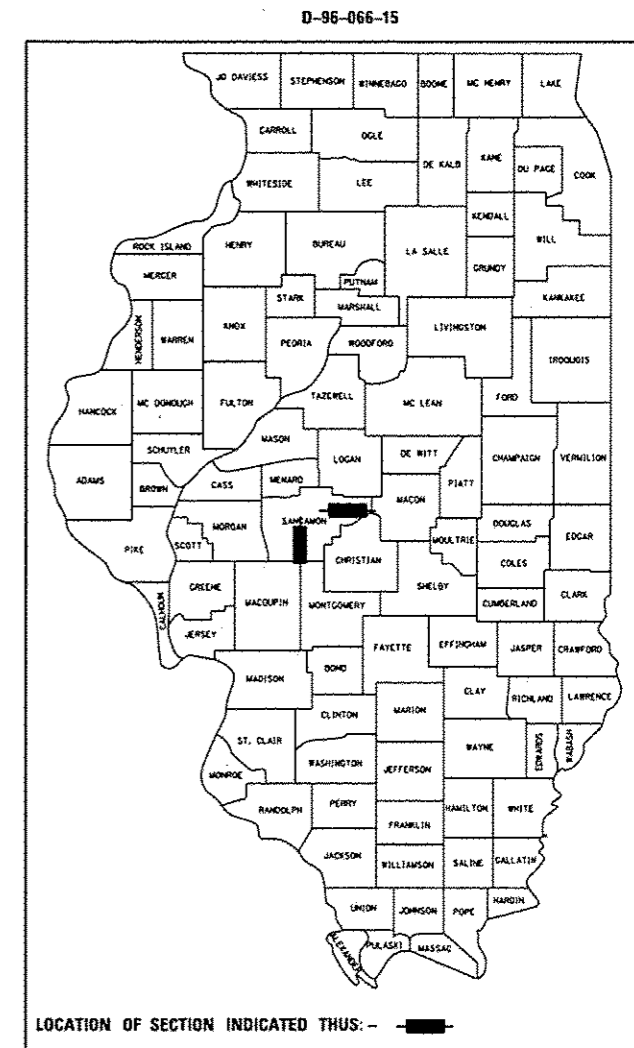 D-96-066-15
JO DAVIESS STEPHENSON WINNEBAGO BOONE MC HENRY LAKE
CARROLL OGLE DE KALB KANE DU PAGE COOK
WHITESIDE LEE
KENDALL WILL
ROCK ISLAND HENRY BUREAU LA SALLE GRUNDY
MERCER PUTNAM KANKAKEE
HENDERSON WARREN KNOX STARK MARSHALL LIVINGSTON
PEORIA WOODFORD IROQUOIS
HANCOCK MC DONOUGH FULTON TAZEWELL MC LEAN FORD
MASON
SCHUYLER LOGAN DE WITT CHAMPAIGN VERMILION
ADAMS BROWN CASS MENARD MACON PIATT
MORGAN SANGAMON DOUGLAS
PIKE SCOTT CHRISTIAN MOULTRIE COLES EDGAR
GREENE MACOUPIN MONTGOMERY SHELBY CUMBERLAND CLARK
CALHOUN JERSEY
FAYETTE EFFINGHAM JASPER CRAWFORD
MADISON BOND
CLAY RICHLAND LAWRENCE
CLINTON MARION
ST. CLAIR WAYNE EDWARDS WABASH
WASHINGTON JEFFERSON
MONROE
RANDOLPH PERRY HAMILTON WHITE
FRANKLIN
JACKSON WILLIAMSON SALINE GALLATIN
UNION JOHNSON POPE HARDIN
ALEXANDER PULASKI MASSAC
LOCATION OF SECTION INDICATED THUS: -